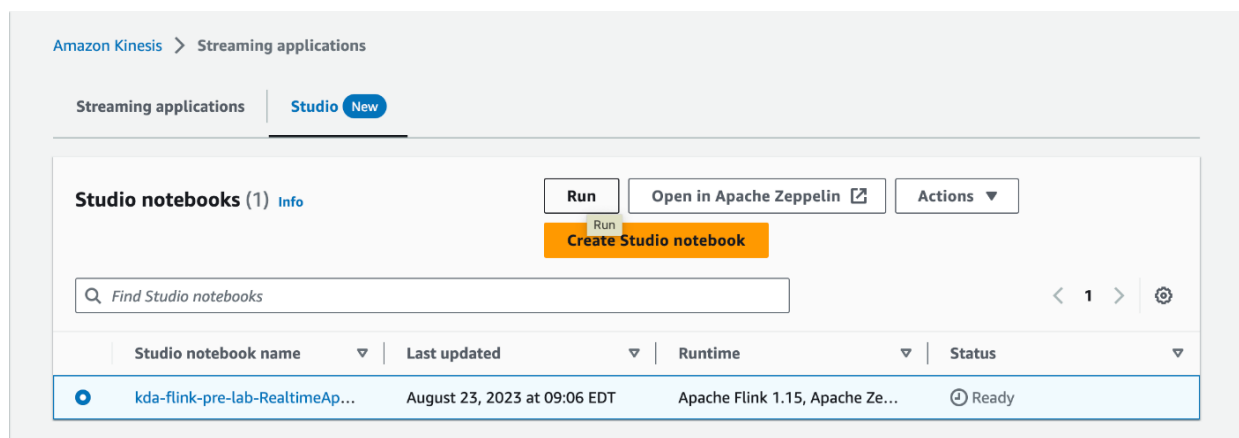 Amazon Kinesis > Streaming applications
Streaming applications Studio New
Studio notebooks (1) Info Run Open in Apache Zeppelin Actions
Run
Create Studio notebook
Find Studio notebooks 1
Studio notebook name Last updated Runtime Status
kda-flink-pre-lab-RealtimeAp... August 23, 2023 at 09:06 EDT Apache Flink 1.15, Apache Ze... Ready